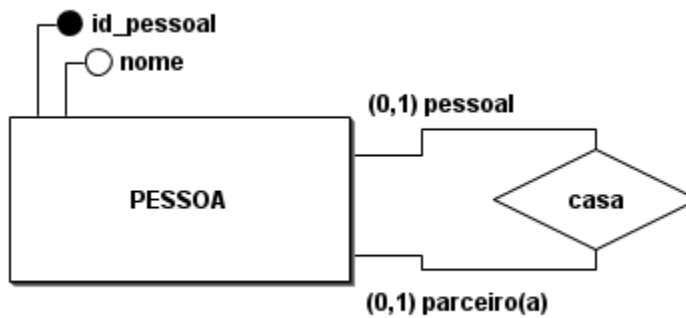 id_pessoal
nome
(0,1) pessoal
PESSOA
casa
(0,1) parceiro(a)